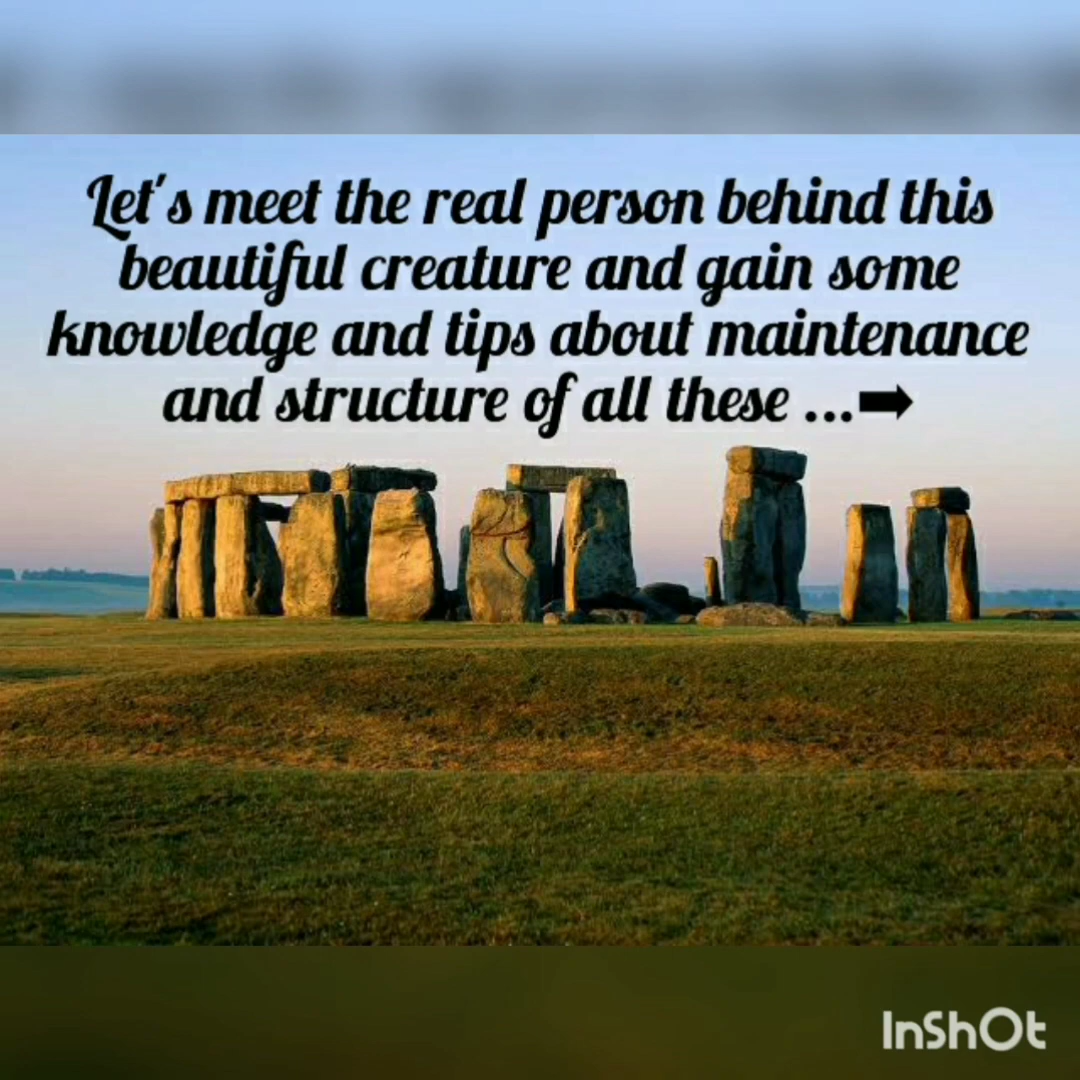 Let's meet the real person behind this
beautiful creature and gain some
knowledge and tips about maintenance
and structure of all these ...➡
InShOt